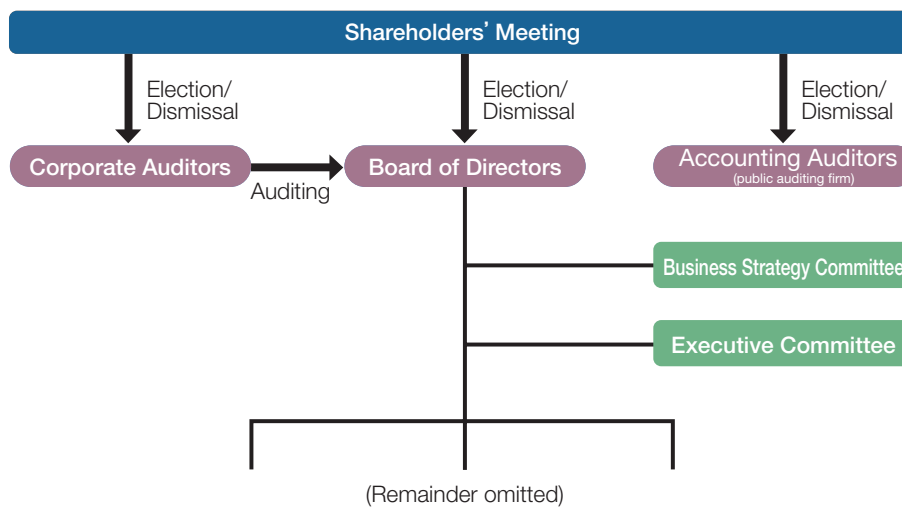 Shareholders' Meeting
Election/
Dismissal
Election/
Dismissal
Election/
Dismissal
Corporate Auditors
Auditing
Board of Directors
Accounting Auditors
(public auditing firm)
Business Strategy Committee
Executive Committee
(Remainder omitted)